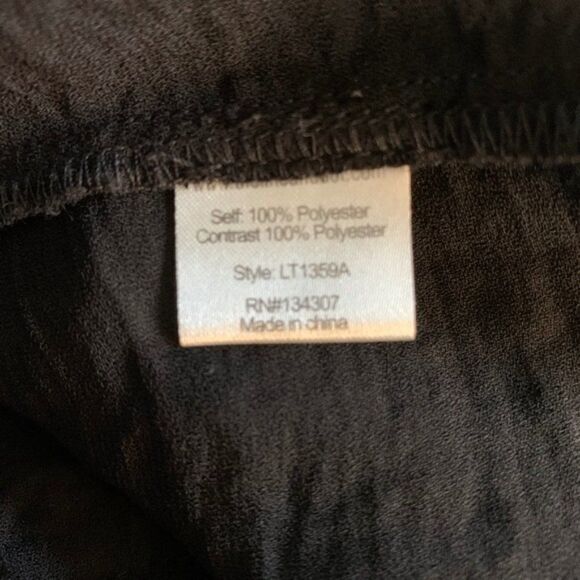 Self: 100% Polyester
Contrast 100% Polyester
Style: LT1359A
RN#134307
Made in china